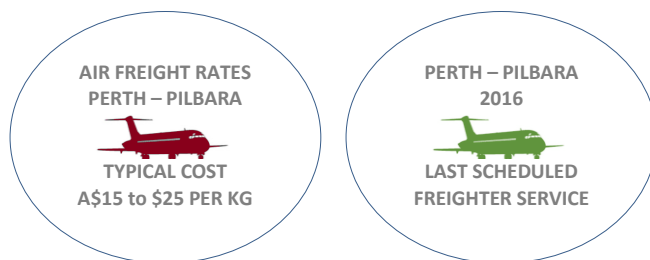 AIR FREIGHT RATES
PERTH – PILBARA
TYPICAL COST
A$15 to $25 PER KG
PERTH – PILBARA
2016
LAST SCHEDULED
FREIGHTER SERVICE